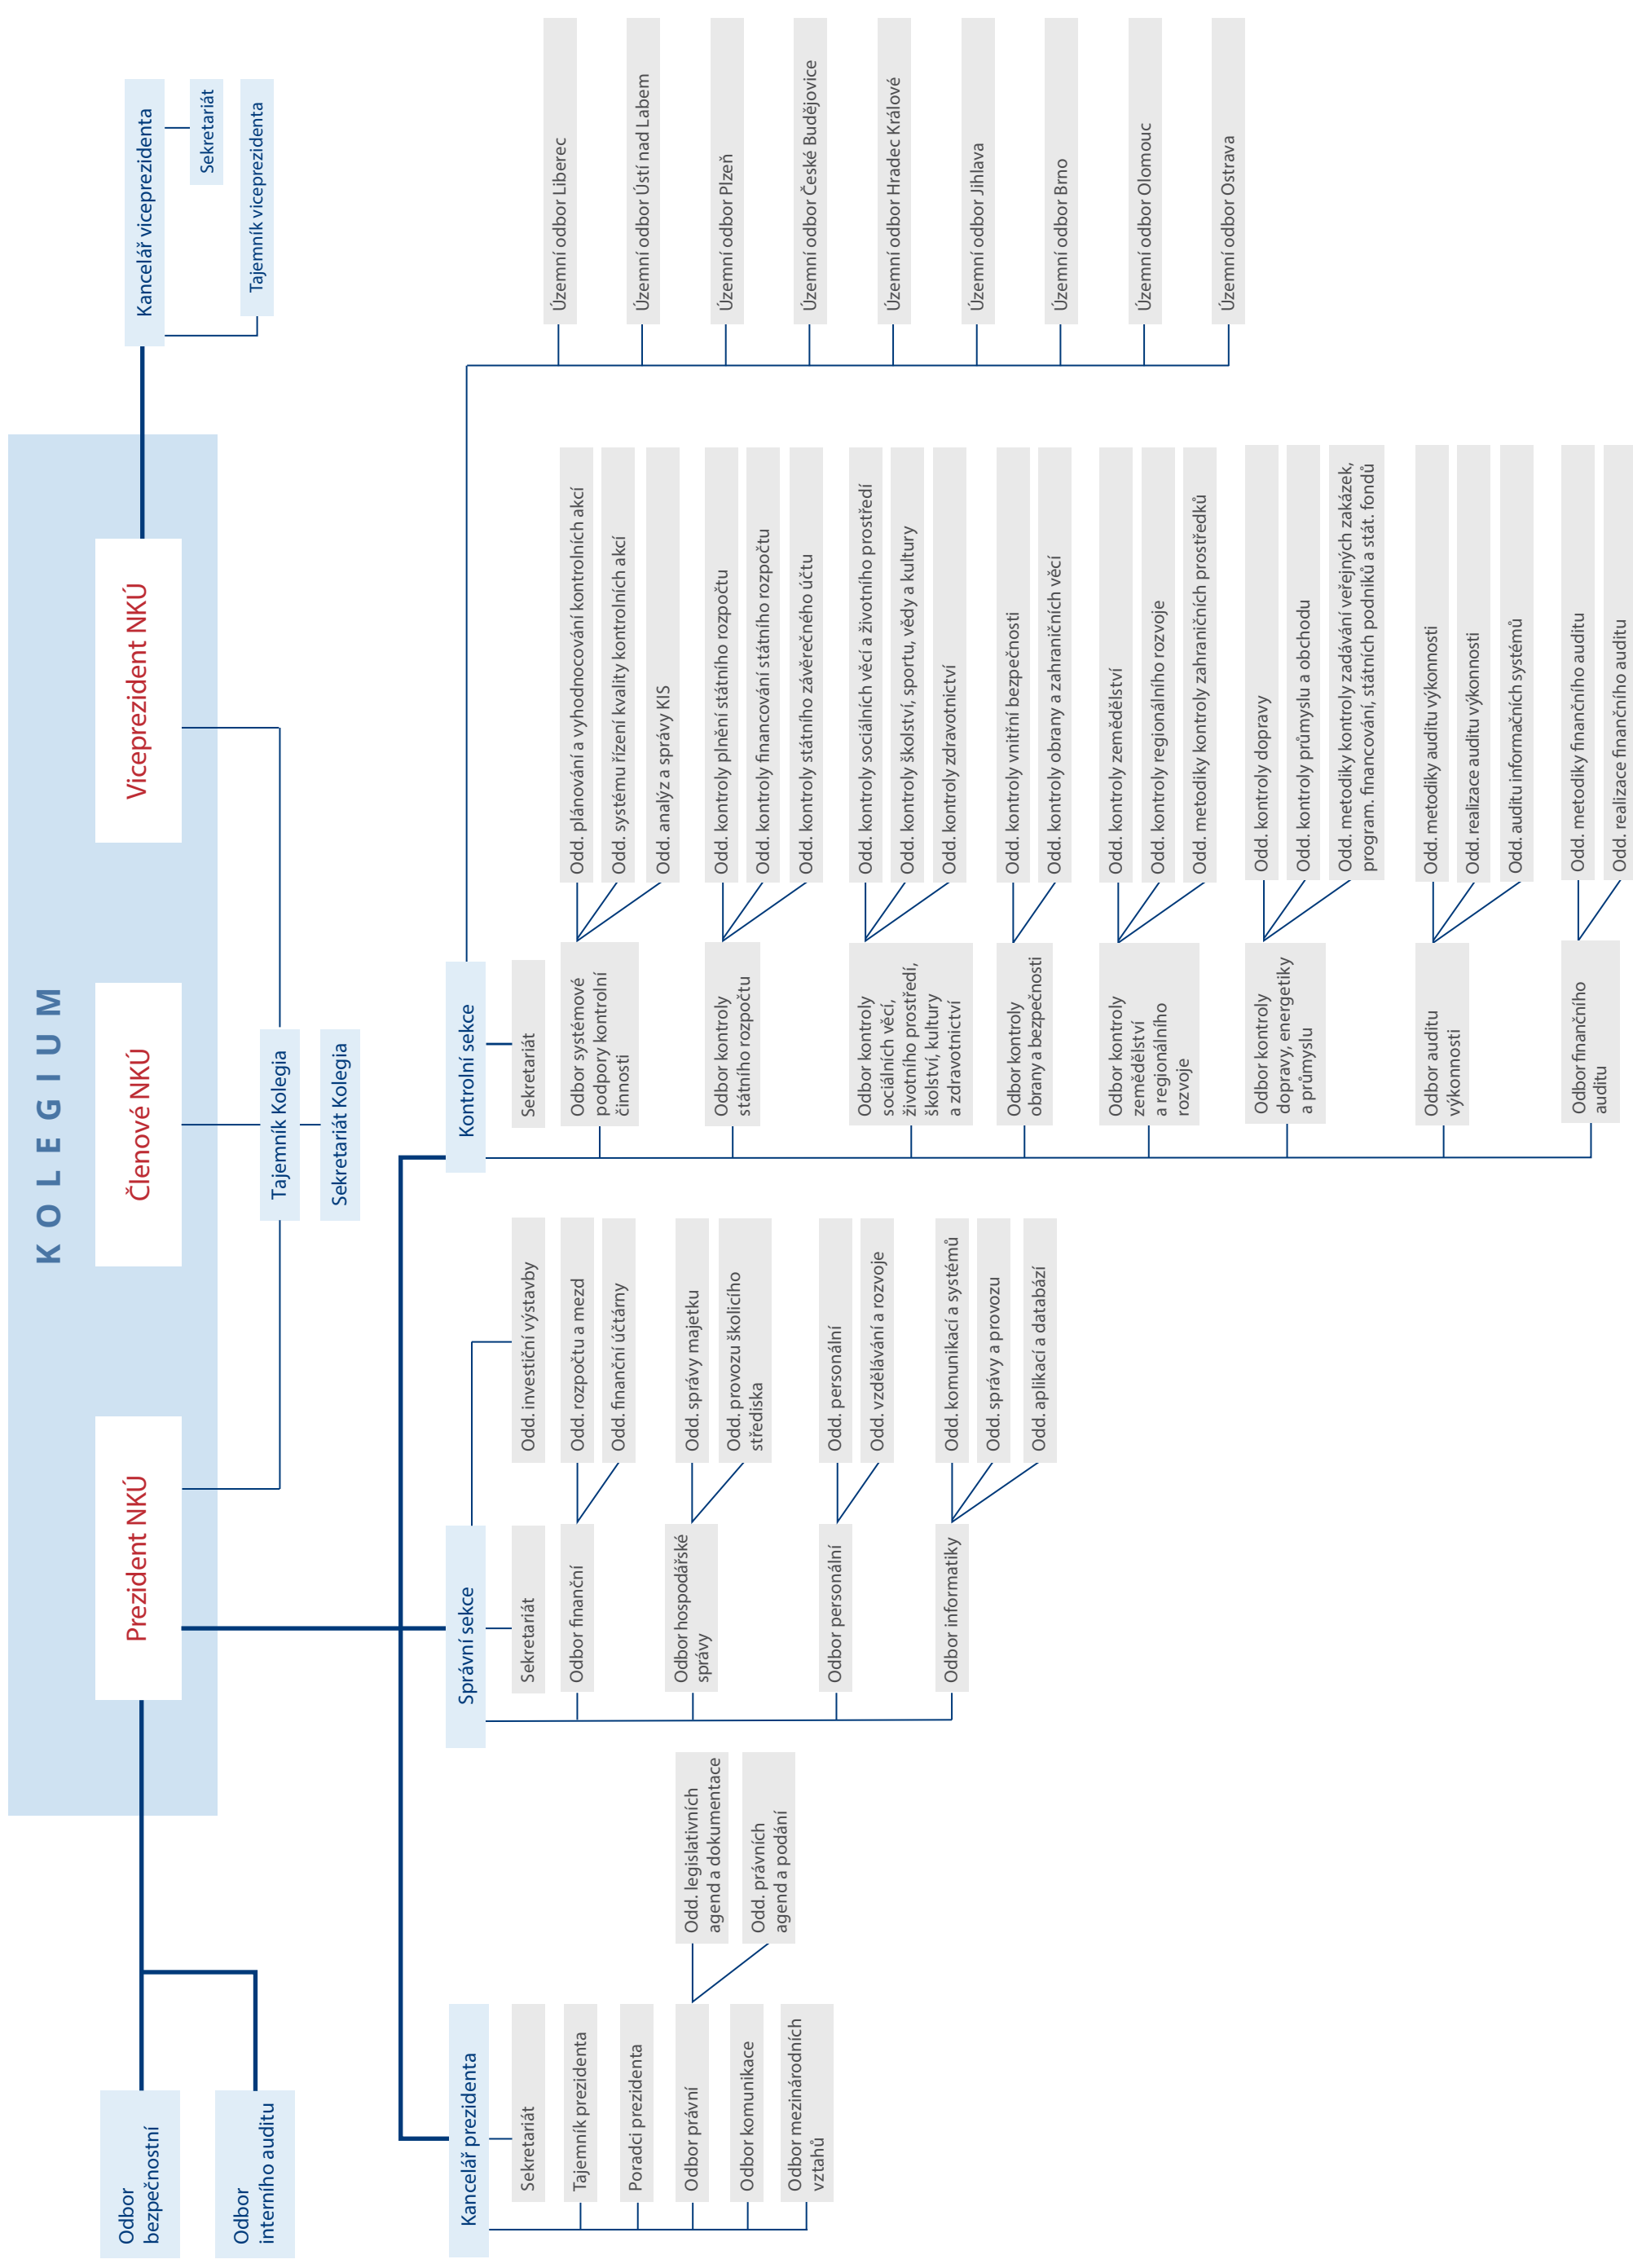 KOLEGIUM
Prezident NKÚ
Členové NKÚ
Viceprezident NKÚ
Odbor
bezpečnostní
Odbor
interního auditu
Tajemník Kolegia
Sekretariát Kolegia
Kancelář viceprezidenta
Sekretariát
Tajemník viceprezidenta
Kancelář prezidenta
Sekretariát
Tajemník prezidenta
Poradci prezidenta
Odbor právní
Odd. legislativních
agend a dokumentace
Odd. právních
agend a podání
Odbor komunikace
Odbor mezinárodních
vztahů
Správní sekce
Sekretariát
Odd. investiční výstavby
Odbor finanční
Odd. rozpočtu a mezd
Odd. finanční účtárny
Odbor hospodářské
správy
Odd. správy majetku
Odd. provozu školicího
střediska
Odbor personální
Odd. personální
Odd. vzdělávání a rozvoje
Odbor informatiky
Odd. komunikací a systémů
Odd. správy a provozu
Odd. aplikací a databází
Kontrolní sekce
Sekretariát
Odbor systémové
podpory kontrolní
činnosti
Odd. plánování a vyhodnocování kontrolních akcí
Odd. systému řízení kvality kontrolních akcí
Odd. analýz a správy KIS
Odbor kontroly
státního rozpočtu
Odd. kontroly plnění státního rozpočtu
Odd. kontroly financování státního rozpočtu
Odd. kontroly státního závěrečného účtu
Odbor kontroly
sociálních věcí,
životního prostředí,
školství, kultury
a zdravotnictví
Odd. kontroly sociálních věcí a životního prostředí
Odd. kontroly školství, sportu, vědy a kultury
Odd. kontroly zdravotnictví
Odbor kontroly
obrany a bezpečnosti
Odd. kontroly vnitřní bezpečnosti
Odd. kontroly obrany a zahraničních věcí
Odbor kontroly
zemědělství
a regionálního
rozvoje
Odd. kontroly zemědělství
Odd. kontroly regionálního rozvoje
Odd. metodiky kontroly zahraničních prostředků
Odbor kontroly
dopravy, energetiky
a průmyslu
Odd. kontroly dopravy
Odd. kontroly průmyslu a obchodu
Odd. metodiky kontroly zadávání veřejných zakázek,
program. financování, státních podniků a stát. fondů
Odbor auditu
výkonnosti
Odd. metodiky auditu výkonnosti
Odd. realizace auditu výkonnosti
Odd. auditu informačních systémů
Odbor finančního
auditu
Odd. metodiky finančního auditu
Odd. realizace finančního auditu
Územní odbor Liberec
Územní odbor Ústí nad Labem
Územní odbor Plzeň
Územní odbor České Budějovice
Územní odbor Hradec Králové
Územní odbor Jihlava
Územní odbor Brno
Územní odbor Olomouc
Územní odbor Ostrava